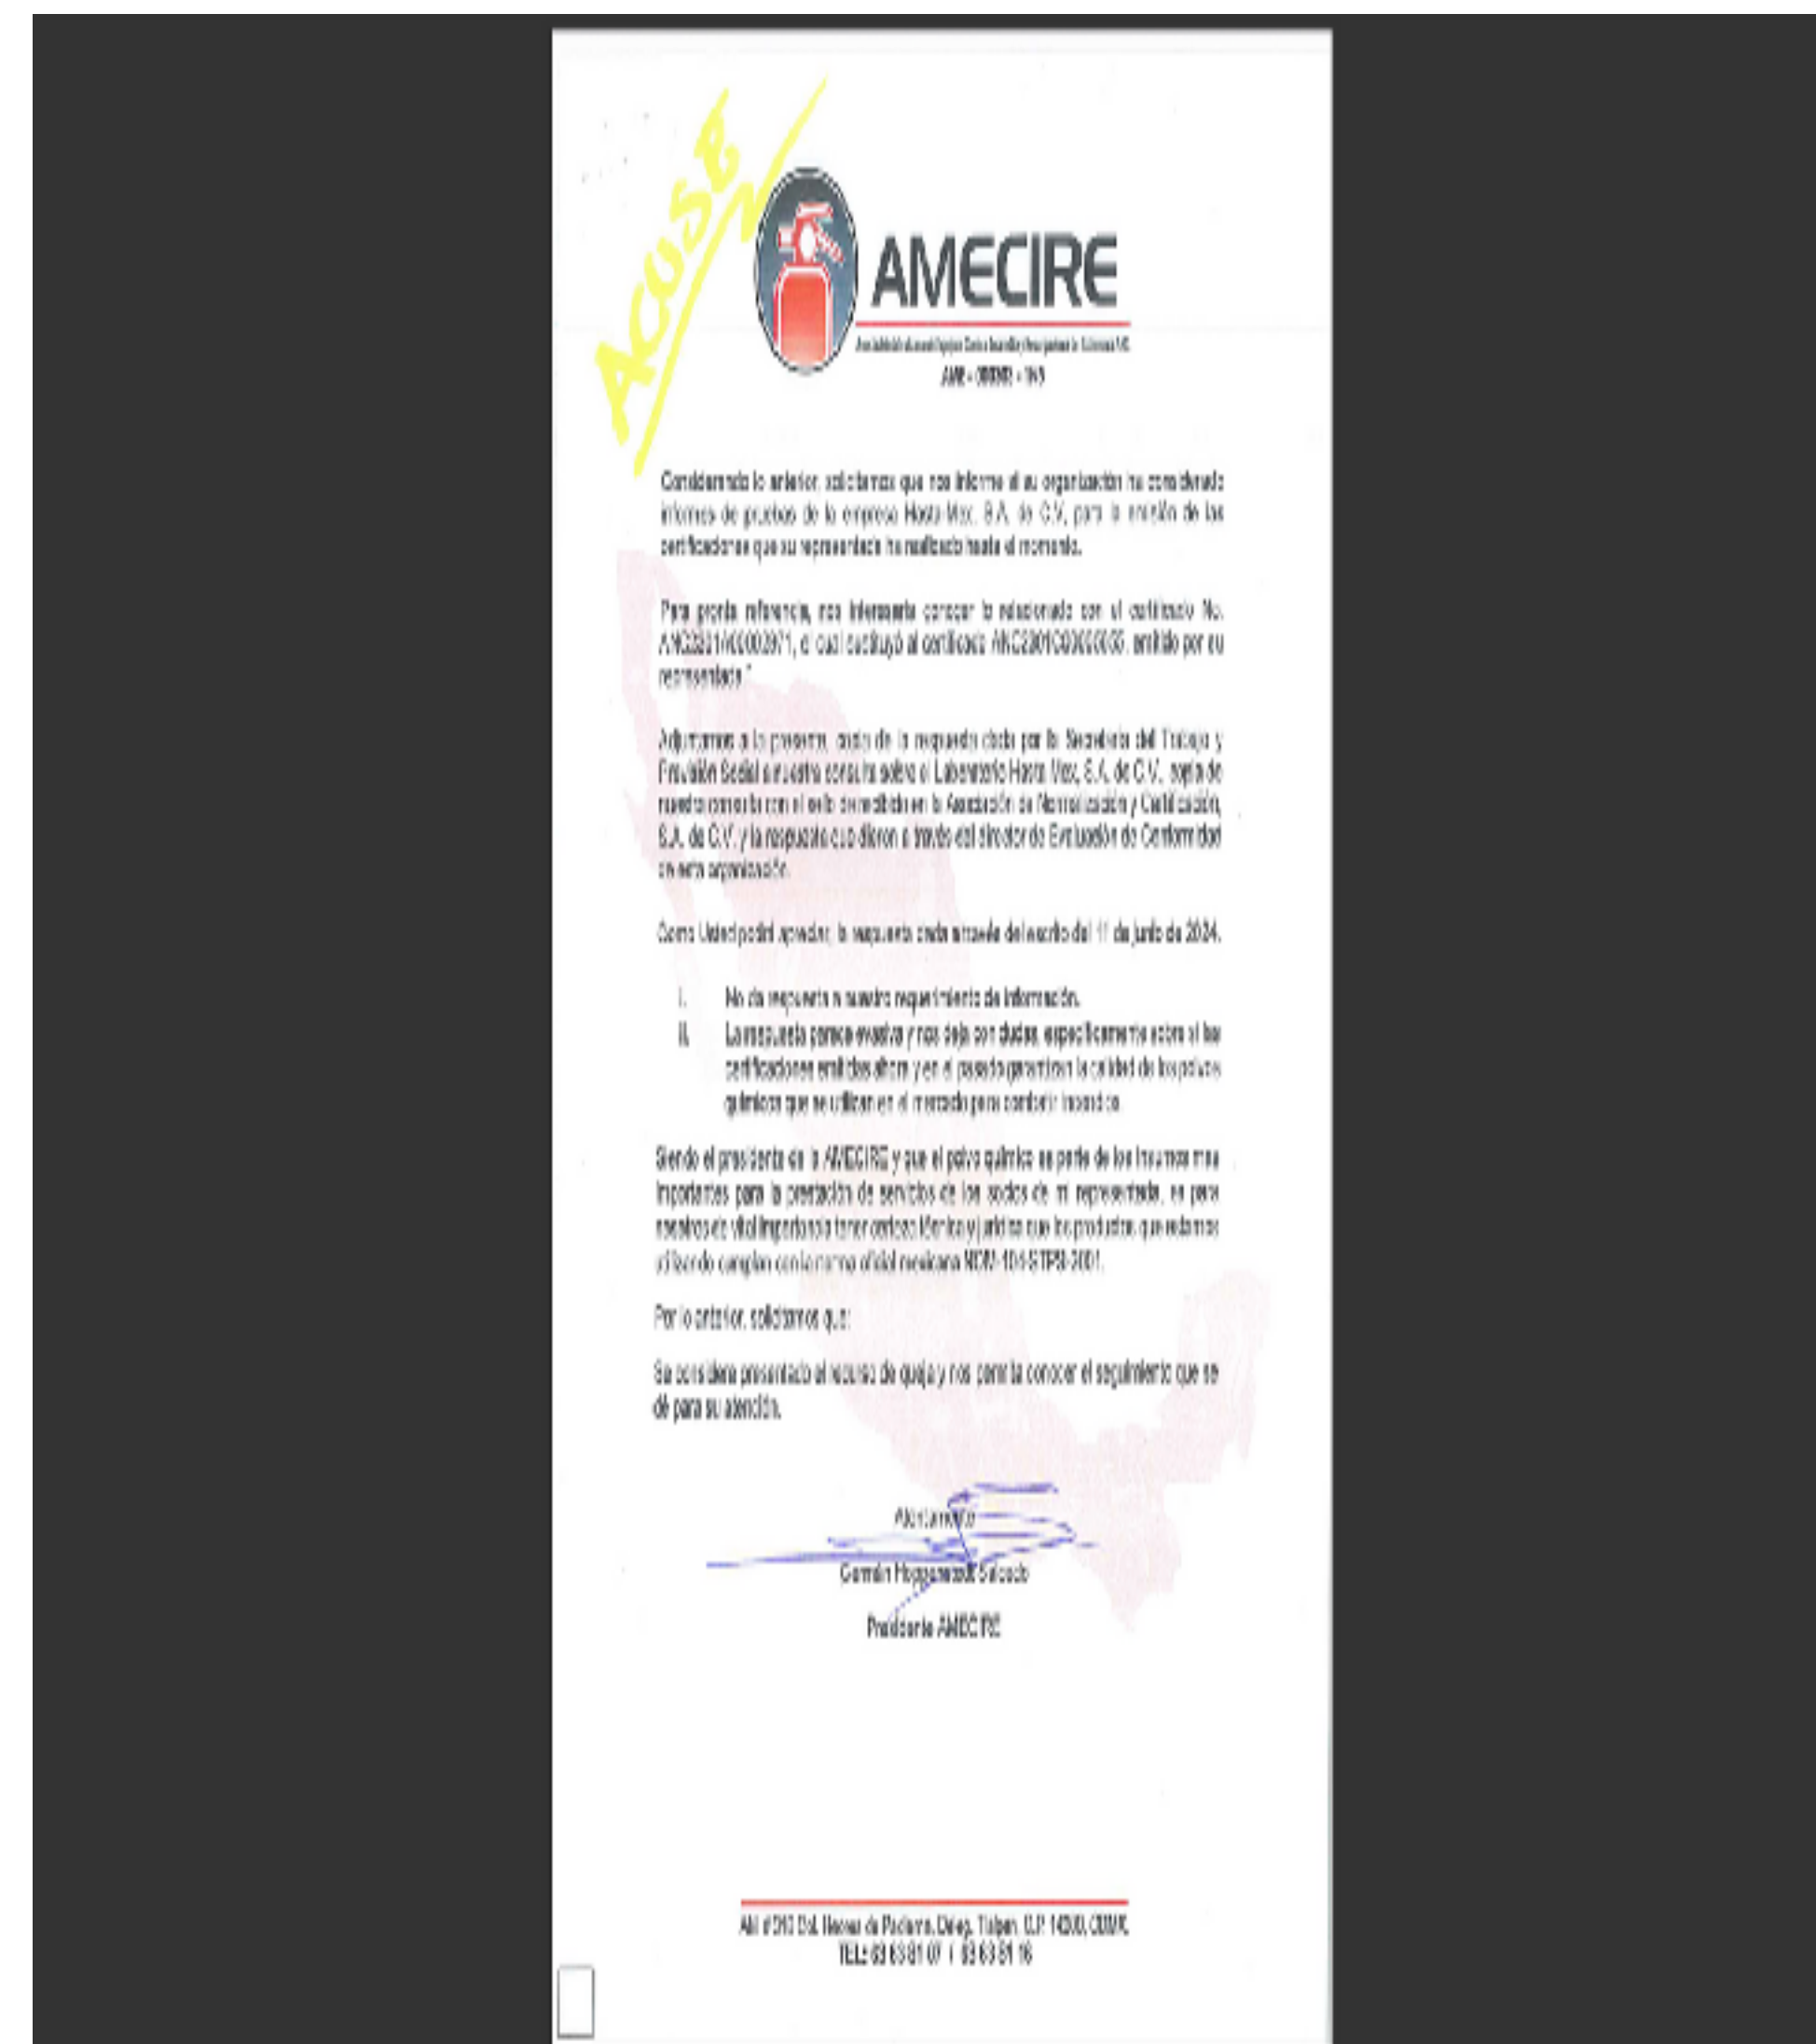 ACUSE
AMECIRE
Considerando lo anterior, solicitamos que nos informe si su organización ha considerado
informes de pruebas de la empresa Hasta Mex, S.A. de C.V. para la emisión de las
certificaciones que su representada ha realizado hasta el momento.
Para pronta referencia, nos interesaría conocer lo relacionado con el certificado No.
el cual sustituyó al certificado emitido por su
representada."
Adjuntamos a la presente, copia de la respuesta dada por la Secretaría del Trabajo y
Previsión Social a nuestra consulta sobre el Laboratorio Hasta Mex, S.A. de C.V., copia de
nuestra consulta con el sello de recibido en la Asociación de Normalización y Certificación,
S.A. de C.V. y la respuesta que dieron a través del director de Evaluación de Conformidad
de esta organización.
Como Usted podrá apreciar, la respuesta dada a través del escrito del 11 de junio de 2024.
I. No da respuesta a nuestro requerimiento de información.
II. La respuesta parece evasiva y nos deja con dudas, específicamente sobre si las
certificaciones emitidas ahora y en el pasado garantizan la calidad de los polvos
químicos que se utilizan en el mercado para combatir incendios.
Siendo el presidente de la AMECIRE y que el polvo químico es parte de los insumos mas
importantes para la prestación de servicios de los socios de mi representada, es para
nosotros de vital importancia tener certeza técnica y jurídica que los productos que estamos
utilizando cumplan con la norma oficial mexicana NOM-104-STPS-2001.
Por lo anterior, solicitamos que:
Se considere presentado el recurso de queja y nos permita conocer el seguimiento que se
dé para su atención.
Atentamente
Germán Hoppenstedt Salcedo
Presidente AMECIRE
Col. Héroes de Padierna, Deleg. Tlalpan, C.P. 14200, CDMX.
TEL: